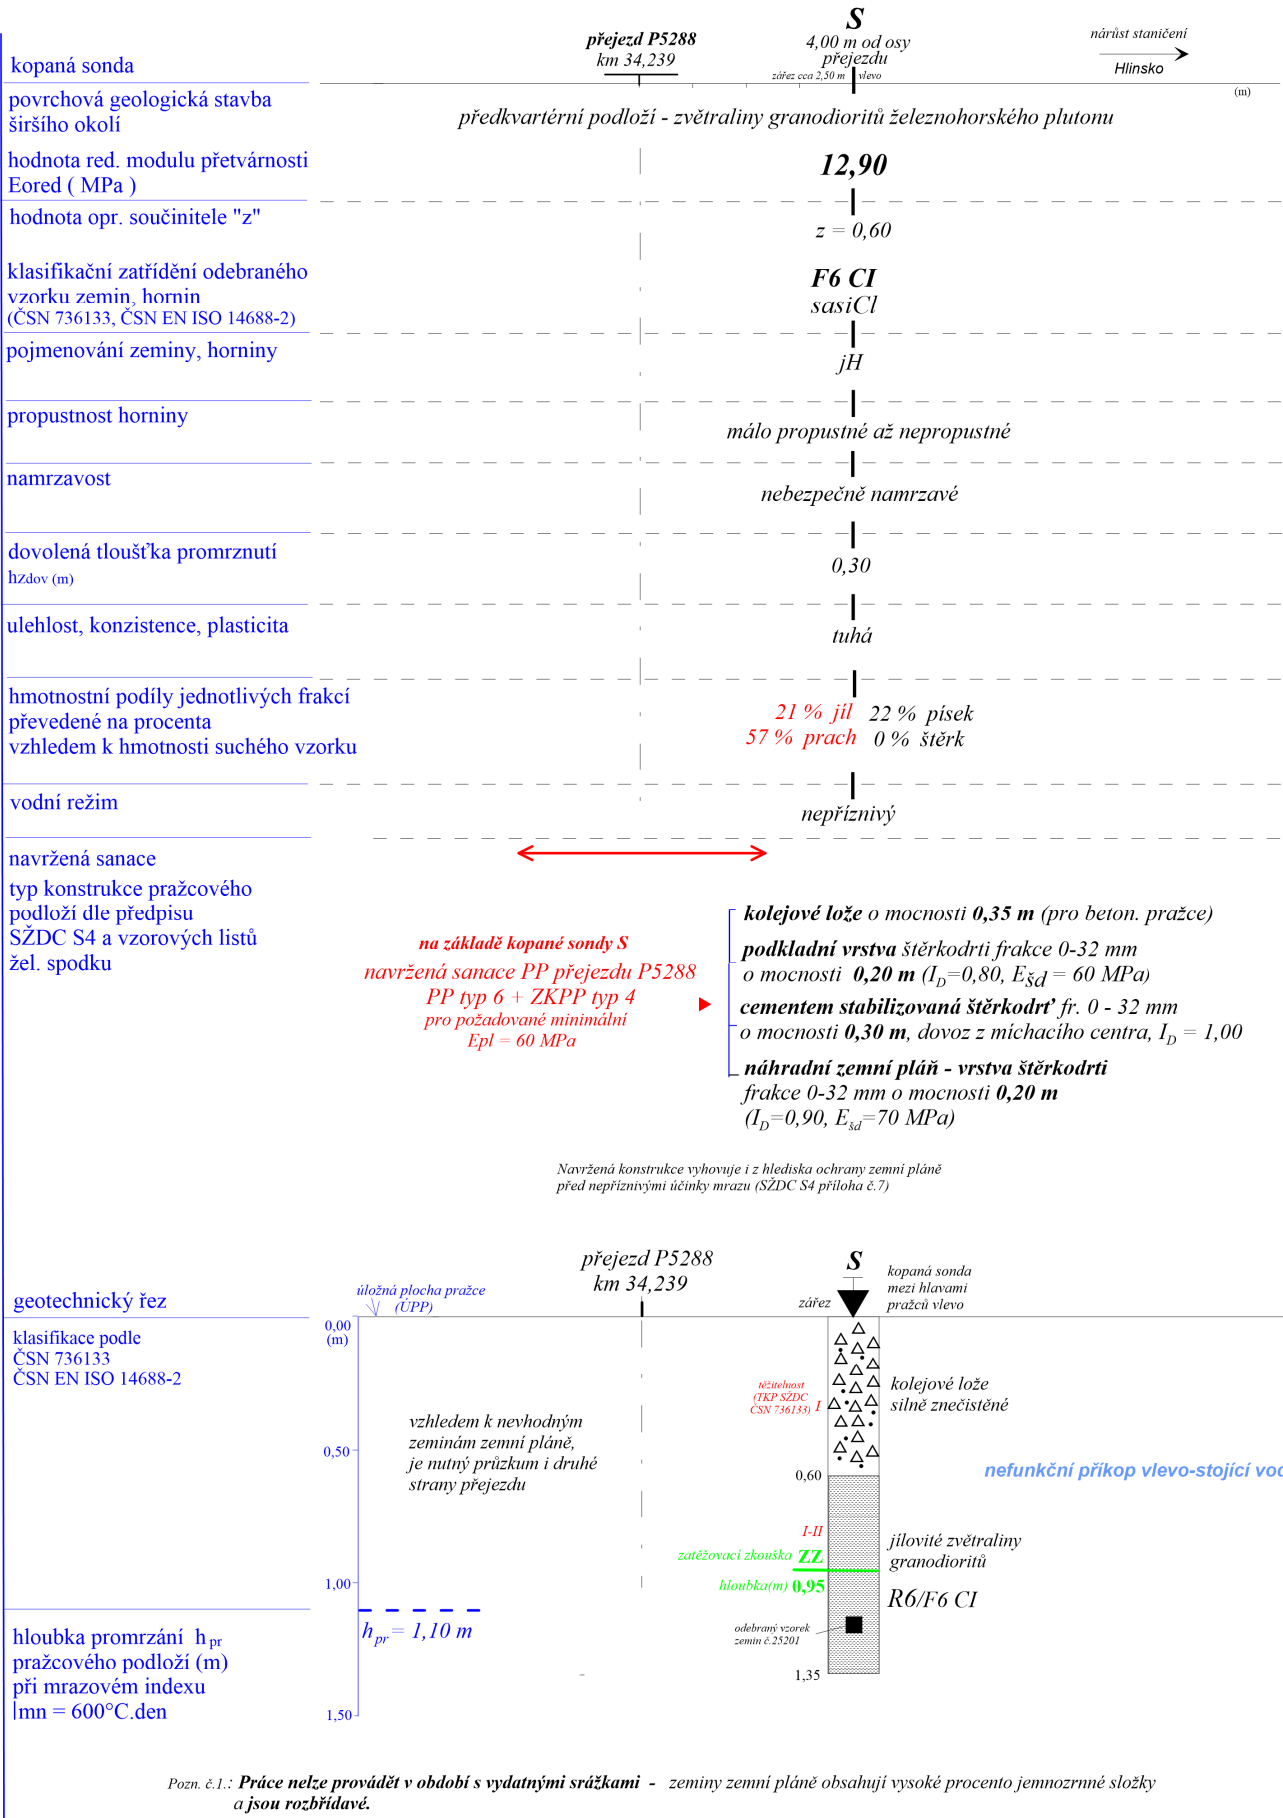 S
přejezd P5288
km 34,239
4,00 m od osy
přejezdu
zářez cca 2,50 m vlevo
nárůst staničení
Hlinsko
(m)
kopaná sonda
povrchová geologická stavba
širšího okolí
předkvartérní podloží - zvětraliny granodioritů železnohorského plutonu
hodnota red. modulu přetvárnosti
Eored ( MPa )
12,90
hodnota opr. součinitele "z"
z = 0,60
klasifikační zatřídění odebraného
vzorku zemin, hornin
(ČSN 736133, ČSN EN ISO 14688-2)
F6 CI
sasiCl
pojmenování zeminy, horniny
jH
propustnost horniny
málo propustné až nepropustné
namrzavost
nebezpečně namrzavé
dovolená tloušťka promrznutí
hzdov (m)
0,30
ulehlost, konzistence, plasticita
tuhá
hmotnostní podíly jednotlivých frakcí
převedené na procenta
vzhledem k hmotnosti suchého vzorku
21 % jíl 22 % písek
57 % prach 0 % štěrk
vodní režim
nepříznivý
navržená sanace
typ konstrukce pražcového
podloží dle předpisu
SŽDC S4 a vzorových listů
žel. spodku
na základě kopané sondy S
navržená sanace PP přejezdu P5288
PP typ 6 + ZKPP typ 4
pro požadované minimální
Epl = 60 MPa
kolejové lože o mocnosti 0,35 m (pro beton. pražce)
podkladní vrstva štěrkodrti frakce 0-32 mm
o mocnosti 0,20 m (ID=0,80, Ešd = 60 MPa)
cementem stabilizovaná štěrkodrť fr. 0 - 32 mm
o mocnosti 0,30 m, dovoz z míchacího centra, ID = 1,00
náhradní zemní pláň - vrstva štěrkodrti
frakce 0-32 mm o mocnosti 0,20 m
(ID=0,90, Ešd=70 MPa)
Navržená konstrukce vyhovuje i z hlediska ochrany zemní pláně
před nepříznivými účinky mrazu (SŽDC S4 příloha č.7)
geotechnický řez
úložná plocha pražce
(ÚPP)
přejezd P5288
km 34,239
S
zářez
kopaná sonda
mezi hlavami
pražců vlevo
klasifikace podle
ČSN 736133
ČSN EN ISO 14688-2
0,00
(m)
0,50
1,00
1,50
vzhledem k nevhodným
zeminám zemní pláně,
je nutný průzkum i druhé
strany přejezdu
těžitelnost
(TKP SŽDC
ČSN 736133) I
kolejové lože
silně znečistěné
0,60
nefunkční příkop vlevo-stojící voc
I-II
zatěžovací zkouška ZZ
hloubka(m) 0,95
jílovité zvětraliny
granodioritů
R6/F6 CI
odebraný vzorek
zemin č.25201
1,35
hloubka promrzání hpr
pražcového podloží (m)
při mrazovém indexu
Imn = 600°C.den
hpr = 1,10 m
Pozn. č.1.: Práce nelze provádět v období s vydatnými srážkami - zeminy zemní pláně obsahují vysoké procento jemnozrnné složky
a jsou rozbřídavé.